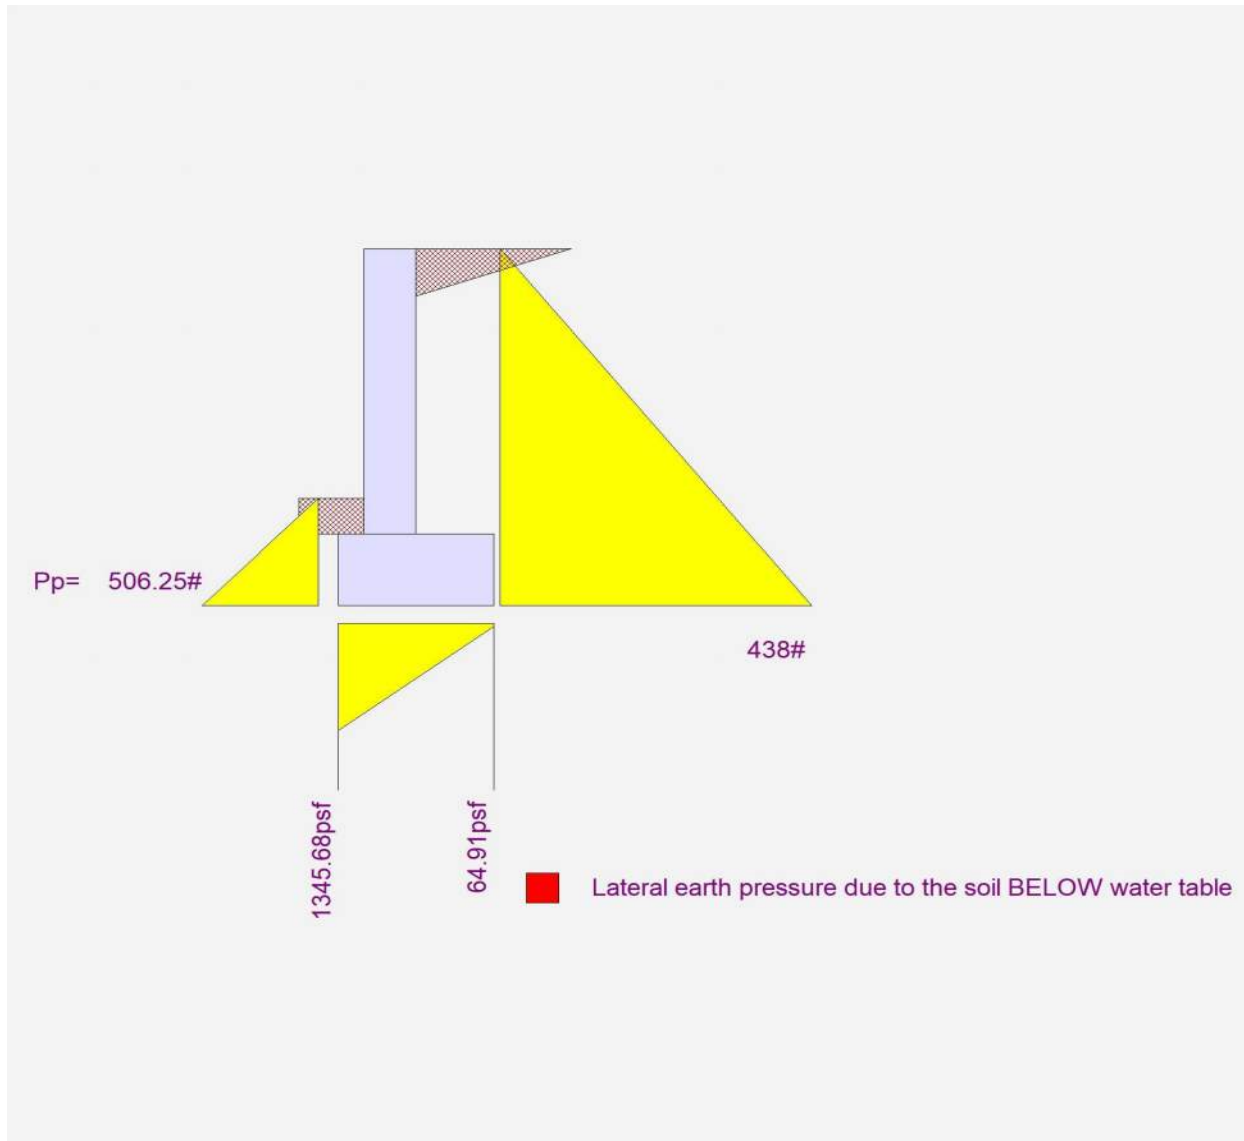 Pp= 506.25#
438#
1345.68psf
64.91psf
Lateral earth pressure due to the soil BELOW water table